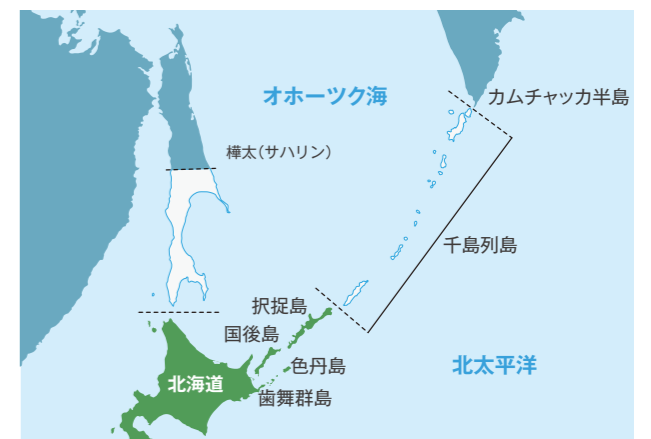 オホーツク海
カムチャッカ半島
樺太（サハリン）
千島列島
択捉島
国後島
色丹島
北太平洋
北海道
歯舞群島